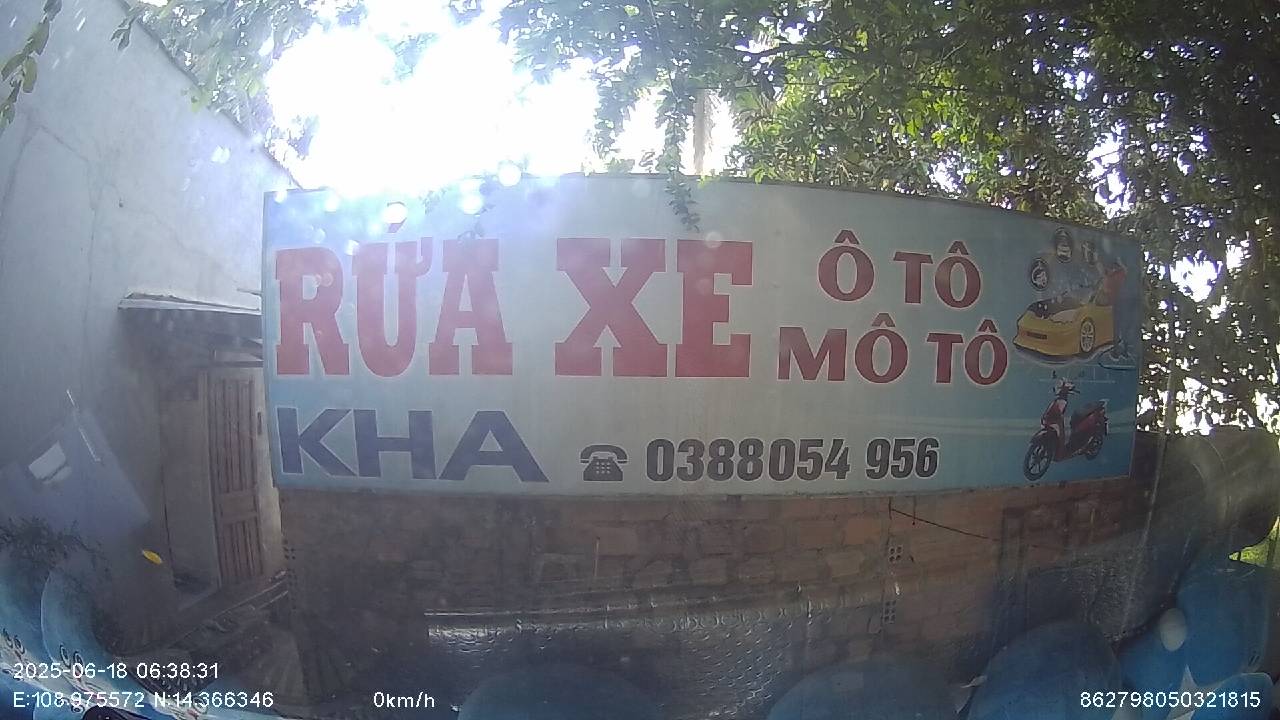 RỬA XE Ô TÔ
MÔ TÔ
KHA ☎ 0388054 956
2025-06-18 06:38:31
E:108.975572 N:14.366346 0km/h 862798050321815